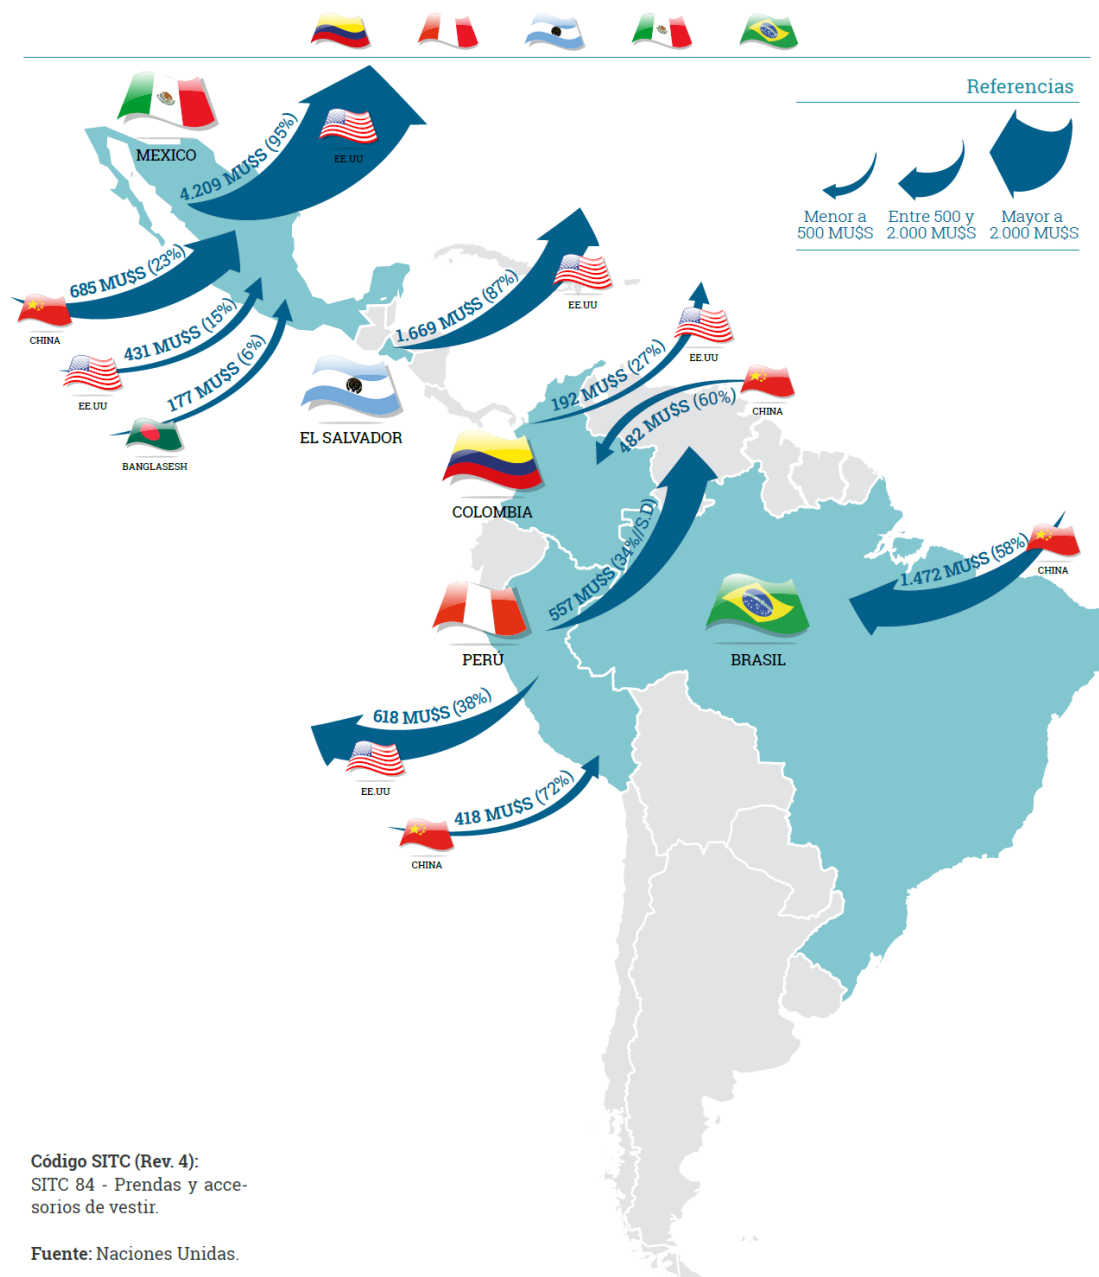 Referencias
Menor a
500 MU$S
Entre 500 y
2.000 MU$S
Mayor a
2.000 MU$S
MEXICO
4.209 MU$S (95%)
EE.UU
685 MU$S (23%)
CHINA
431 MU$S (15%)
EE.UU
177 MU$S (6%)
BANGLASESH
1.669 MU$S (87%)
EE.UU
EL SALVADOR
192 MU$S (27%)
EE.UU
482 MU$S (60%)
CHINA
COLOMBIA
557 MU$S (34%//S.D)
PERÚ
618 MU$S (38%)
EE.UU
418 MU$S (72%)
CHINA
1.472 MU$S (58%)
CHINA
BRASIL
Código SITC (Rev. 4):
SITC 84 - Prendas y acce-
sorios de vestir.
Fuente: Naciones Unidas.